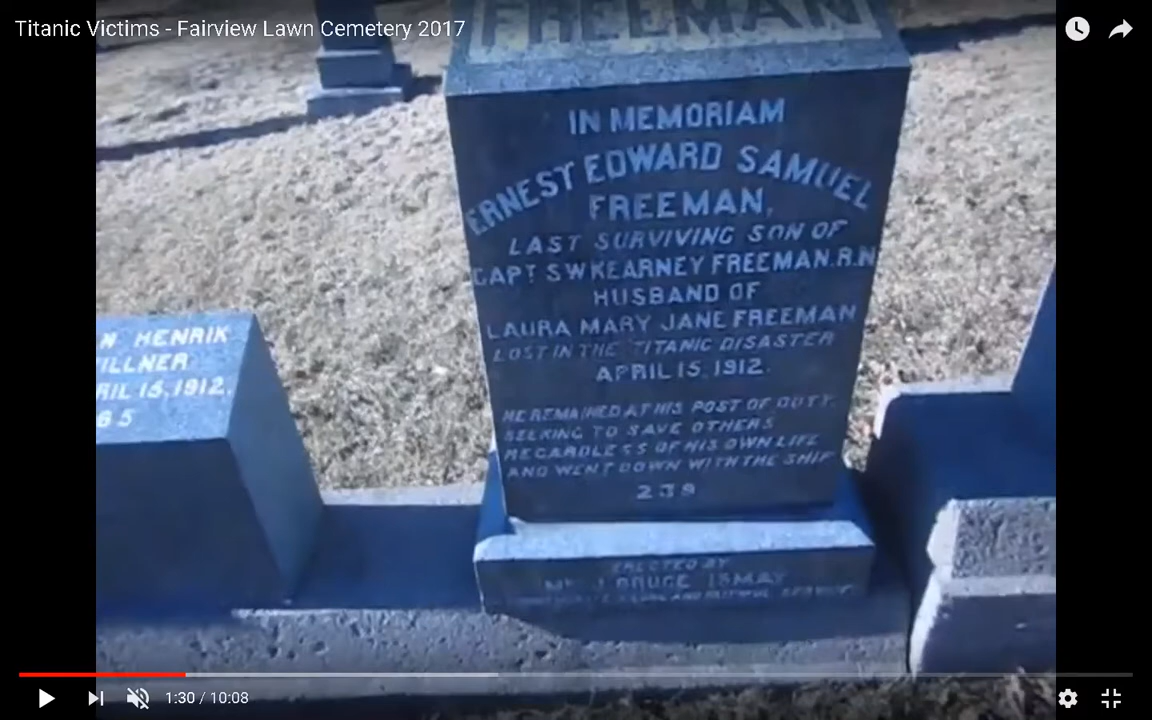 Titanic Victims - Fairview Lawn Cemetery 2017
FREEMAN
IN MEMORIAM
ERNEST EDWARD SAMUEL
FREEMAN,
LAST SURVIVING SON OF
CAPT S W KEARNEY FREEMAN. R.N
HUSBAND OF
LAURA MARY JANE FREEMAN
LOST IN THE TITANIC DISASTER
APRIL 15, 1912.
HE REMAINED AT HIS POST OF DUTY,
SEEKING TO SAVE OTHERS
REGARDLESS OF HIS OWN LIFE
AND WENT DOWN WITH THE SHIP
239
ERECTED BY
MR J. BRUCE ISMAY
AND FAITHFUL SERVICE
N HENRIK
ILLNER
RIL 15, 1912.
65
1:30 / 10:08